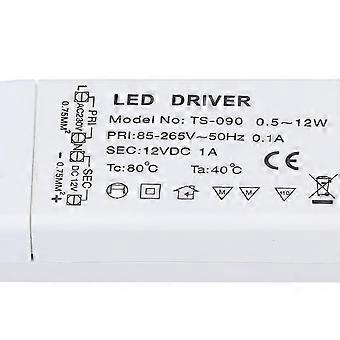 LED DRIVER
Model No: TS-090 0.5~12W
PRI:85-265V~50Hz 0.1A
SEC:12VDC 1A
Tc:80℃ Ta:40℃
CE
M M 110
L N
AC230V
0.75MM²
PRI
SEC
DC 12V
- 0.75MM² +